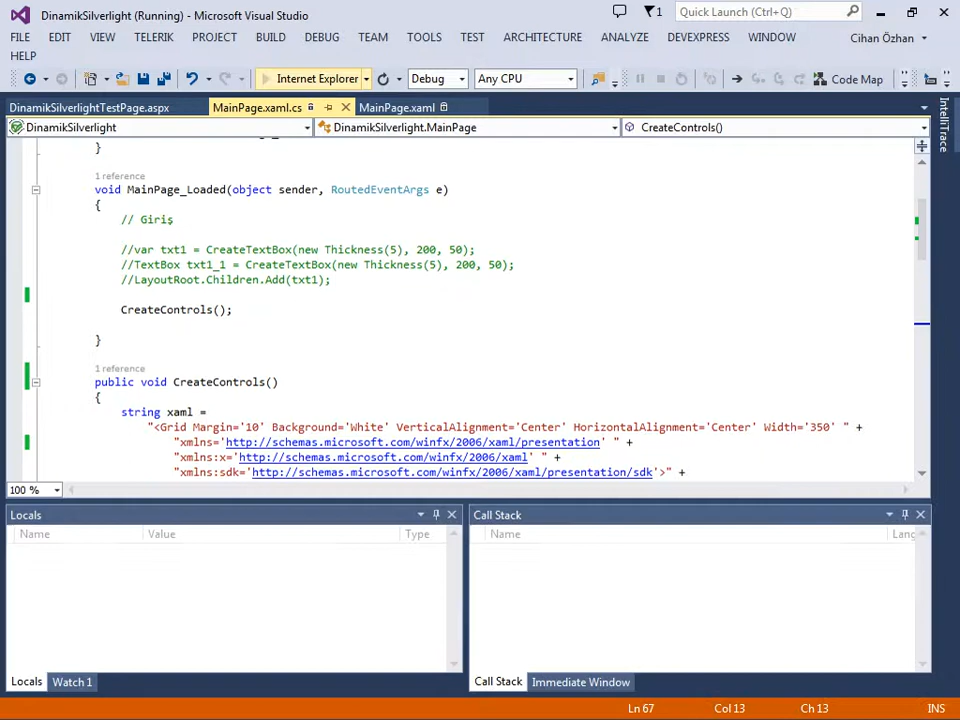 DinamikSilverlight (Running) - Microsoft Visual Studio
1
Quick Launch (Ctrl+Q)
FILE EDIT VIEW TELERIK PROJECT BUILD DEBUG TEAM TOOLS TEST ARCHITECTURE ANALYZE DEVEXPRESS WINDOW
Cihan Özhan
HELP
Internet Explorer
Debug
Any CPU
Code Map
DinamikSilverlightTestPage.aspx
MainPage.xaml.cs
MainPage.xaml
IntelliTrace
DinamikSilverlight
DinamikSilverlight.MainPage
CreateControls()
}
1 reference
void MainPage_Loaded(object sender, RoutedEventArgs e)
{
// Giriş
//var txt1 = CreateTextBox(new Thickness(5), 200, 50);
//TextBox txt1_1 = CreateTextBox(new Thickness(5), 200, 50);
//LayoutRoot.Children.Add(txt1);
CreateControls();
}
1 reference
public void CreateControls()
{
string xaml =
"<Grid Margin='10' Background='White' VerticalAlignment='Center' HorizontalAlignment='Center' Width='350' " +
"xmlns='http://schemas.microsoft.com/winfx/2006/xaml/presentation' " +
"xmlns:x='http://schemas.microsoft.com/winfx/2006/xaml' " +
"xmlns:sdk='http://schemas.microsoft.com/winfx/2006/xaml/presentation/sdk'>" +
100 %
Locals
Name Value Type
Call Stack
Name Lang
Locals Watch 1
Call Stack Immediate Window
Ln 67 Col 13 Ch 13 INS